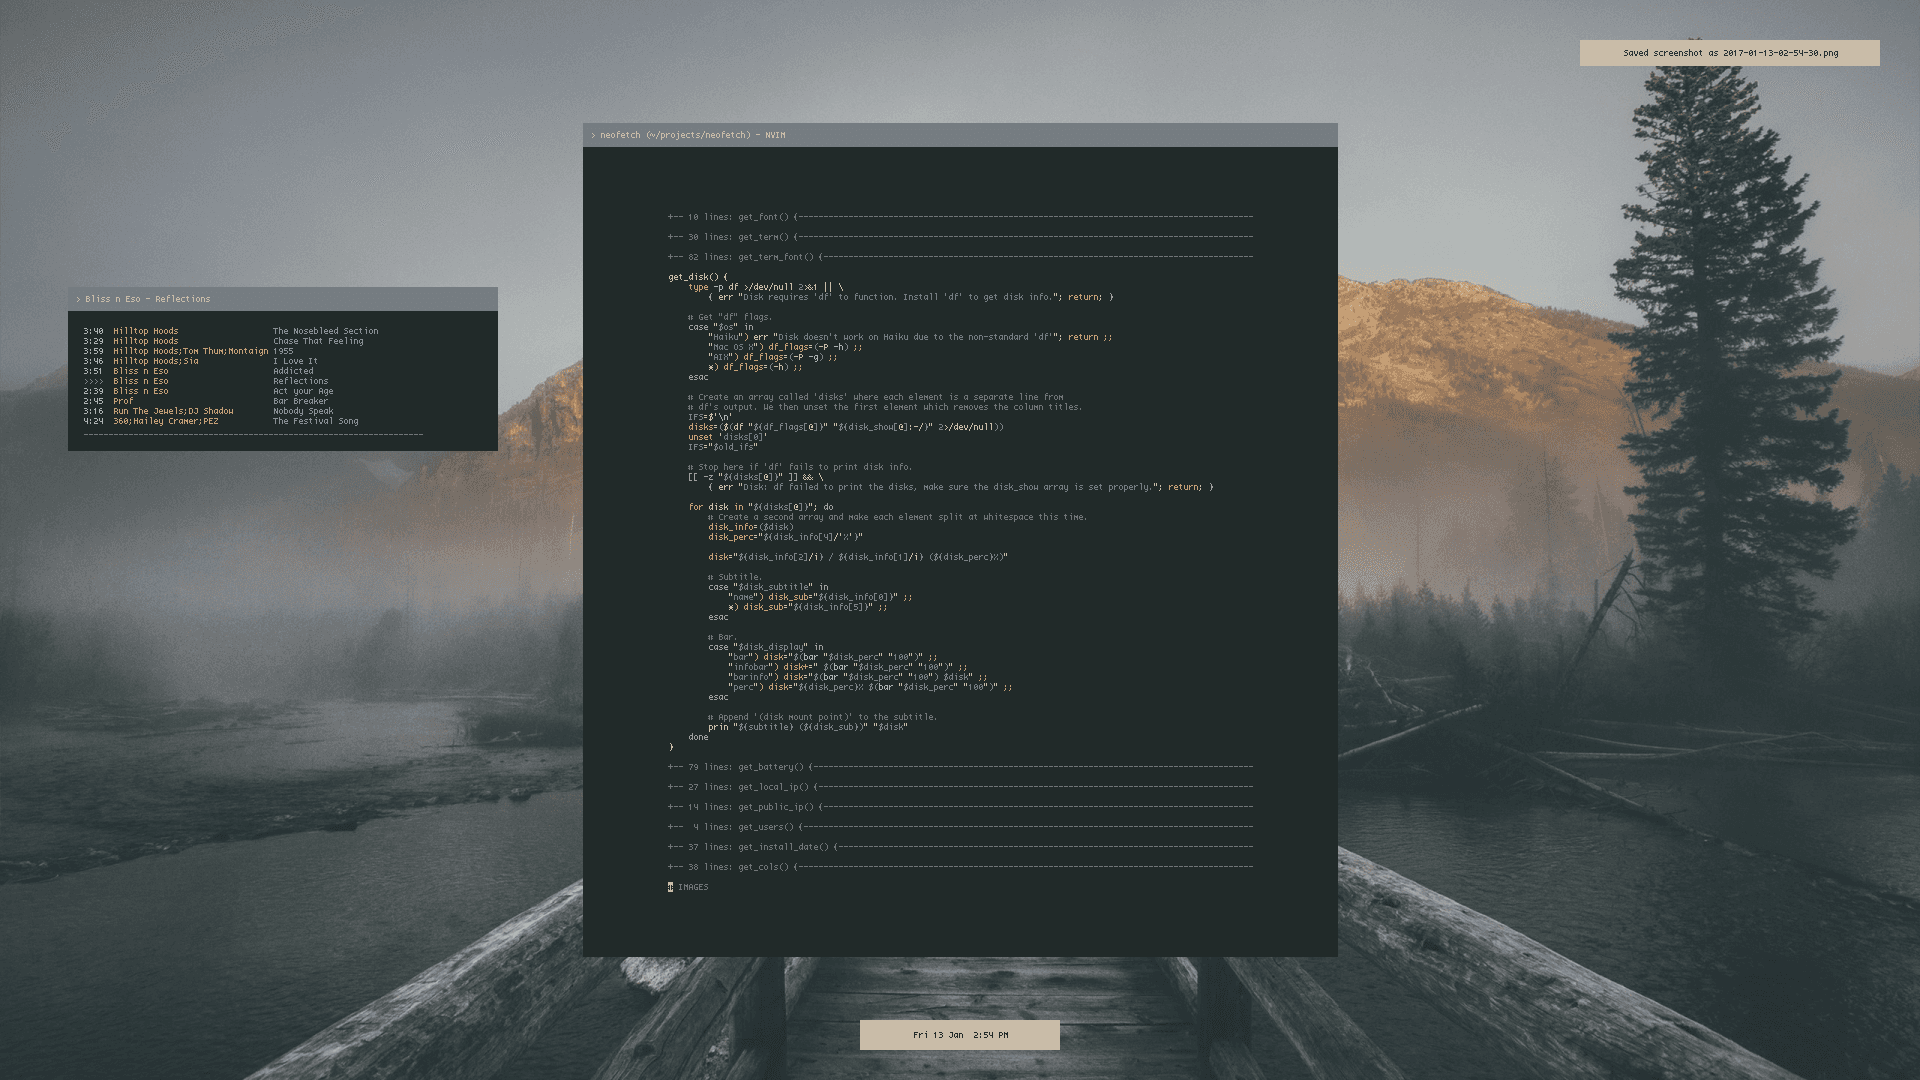 Saved screenshot as 2017-01-13-02-54-30.png
> neofetch (~/projects/neofetch) - NVIM
+-- 10 lines: get_font() {
+-- 30 lines: get_term() {
+-- 82 lines: get_term_font() {
get_disk() {
type -p df >/dev/null 2>&1 || \
{ err "Disk requires 'df' to function. Install 'df' to get disk info."; return; }
# Get "df" flags.
case "$os" in
"Haiku") err "Disk doesn't work on Haiku due to the non-standard 'df'"; return ;;
"Mac OS X") df_flags=(-P -h) ;;
"AIX") df_flags=(-P -g) ;;
*) df_flags=(-h) ;;
esac
# Create an array called 'disks' where each element is a separate line from
# df's output. We then unset the first element which removes the column titles.
IFS=$'\n'
disks=($(df "${df_flags[@]}" "${disk_show[@]:-/}" 2>/dev/null))
unset 'disks[0]'
IFS="$old_ifs"
# Stop here if 'df' fails to print disk info.
[[ -z "${disks[@]}" ]] && \
{ err "Disk: df failed to print the disks, make sure the disk_show array is set properly."; return; }
for disk in "${disks[@]}"; do
# Create a second array and make each element split at whitespace this time.
disk_info=($disk)
disk_perc="${disk_info[4]/'%'}"
disk="${disk_info[2]/i} / ${disk_info[1]/i} (${disk_perc}%)"
# Subtitle.
case "$disk_subtitle" in
"name") disk_sub="${disk_info[0]}" ;;
*) disk_sub="${disk_info[5]}" ;;
esac
# Bar.
case "$disk_display" in
"bar") disk="$(bar "$disk_perc" "100")" ;;
"infobar") disk+=" $(bar "$disk_perc" "100")" ;;
"barinfo") disk="$(bar "$disk_perc" "100") $disk" ;;
"perc") disk="${disk_perc}% $(bar "$disk_perc" "100")" ;;
esac
# Append '(disk mount point)' to the subtitle.
prin "${subtitle} (${disk_sub})" "$disk"
done
}
+-- 79 lines: get_battery() {
+-- 27 lines: get_local_ip() {
+-- 14 lines: get_public_ip() {
+-- 4 lines: get_users() {
+-- 37 lines: get_install_date() {
+-- 38 lines: get_cols() {
# IMAGES
> Bliss n Eso - Reflections
3:40 Hilltop Hoods The Nosebleed Section
3:29 Hilltop Hoods Chase That Feeling
3:59 Hilltop Hoods;Tom Thum;Montaign 1955
3:46 Hilltop Hoods;Sia I Love It
3:51 Bliss n Eso Addicted
>>>> Bliss n Eso Reflections
2:39 Bliss n Eso Act your Age
2:45 Prof Bar Breaker
3:16 Run The Jewels;DJ Shadow Nobody Speak
4:24 360;Hailey Cramer;PEZ The Festival Song
Fri 13 Jan 2:54 PM